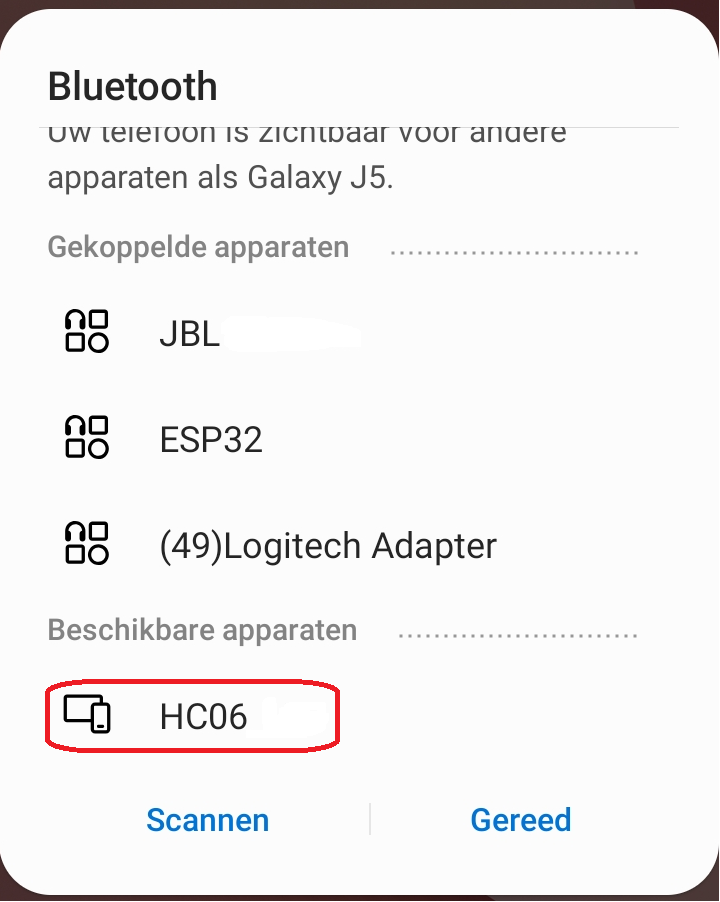 Bluetooth
Uw telefoon is zichtbaar voor andere
apparaten als Galaxy J5.
Gekoppelde apparaten
JBL
ESP32
(49)Logitech Adapter
Beschikbare apparaten
HC06
Scannen
Gereed